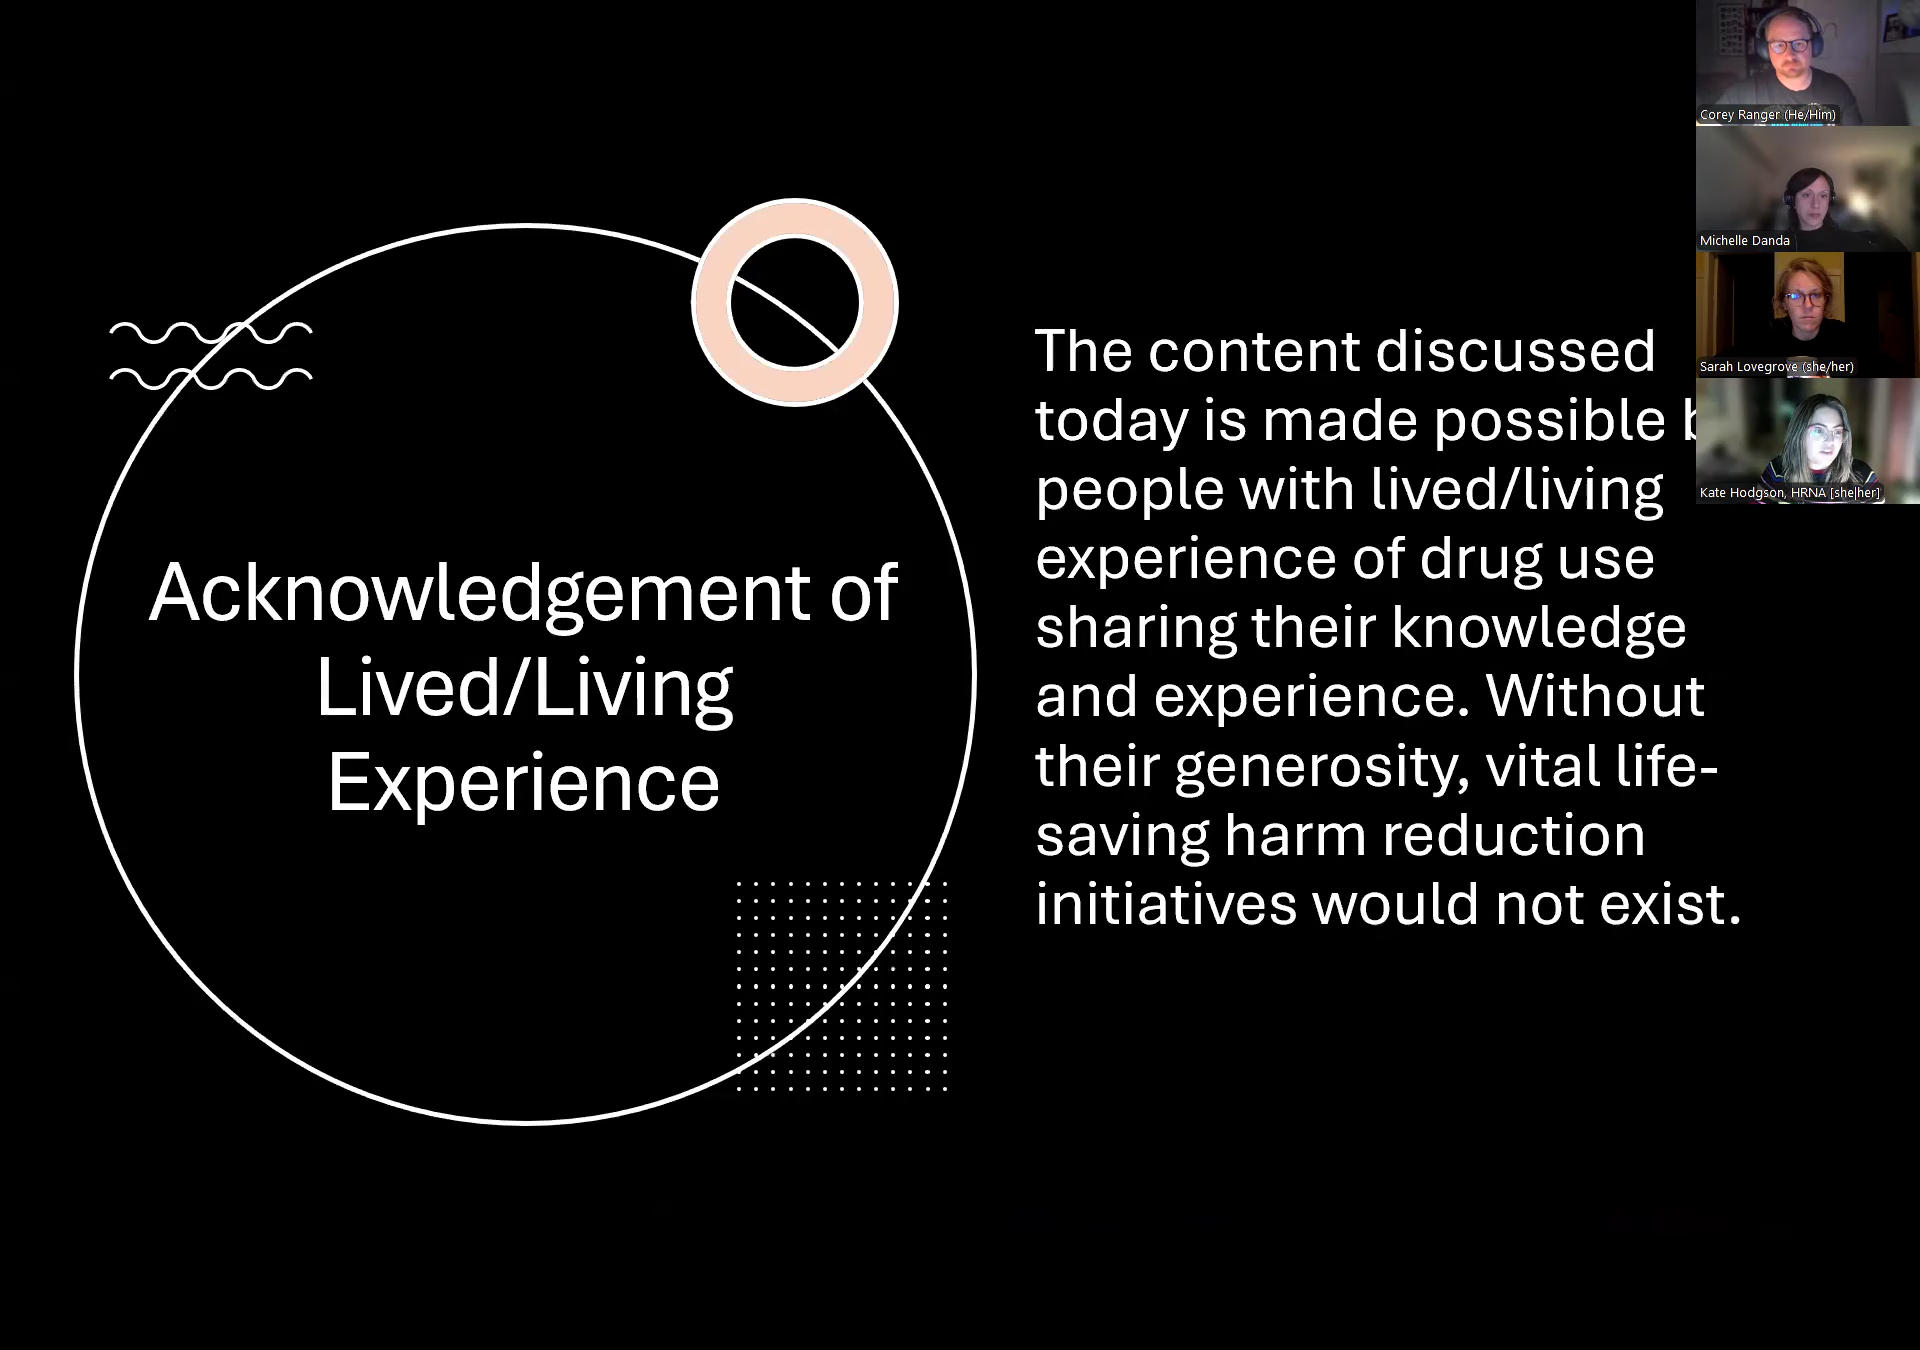 Acknowledgement of
Lived/Living
Experience
The content discussed
today is made possible
people with lived/living
experience of drug use
sharing their knowledge
and experience. Without
their generosity, vital life-
saving harm reduction
initiatives would not exist.
Corey Ranger (He/Him)
Michelle Danda
Sarah Lovegrove (she/her)
Kate Hodgson, HRNA [she|her]